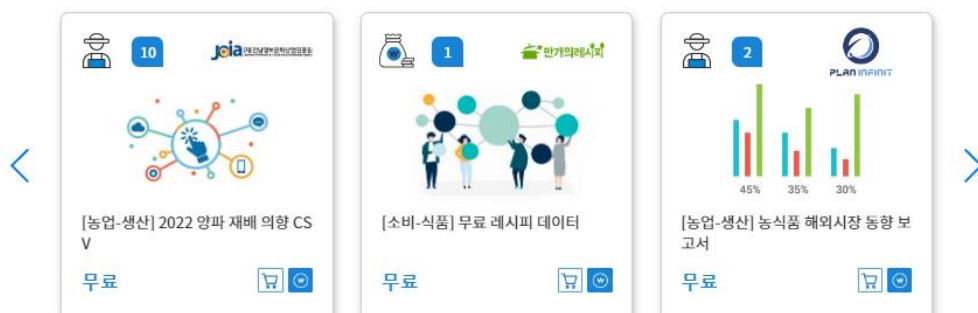 10
joia
1
만개의레시피
2
PLAN INFINIT
45% 35% 30%
[농업-생산] 2022 양파 재배 의향 CS
V
무료
[소비-식품] 무료 레시피 데이터
무료
[농업-생산] 농식품 해외시장 동향 보
고서
무료